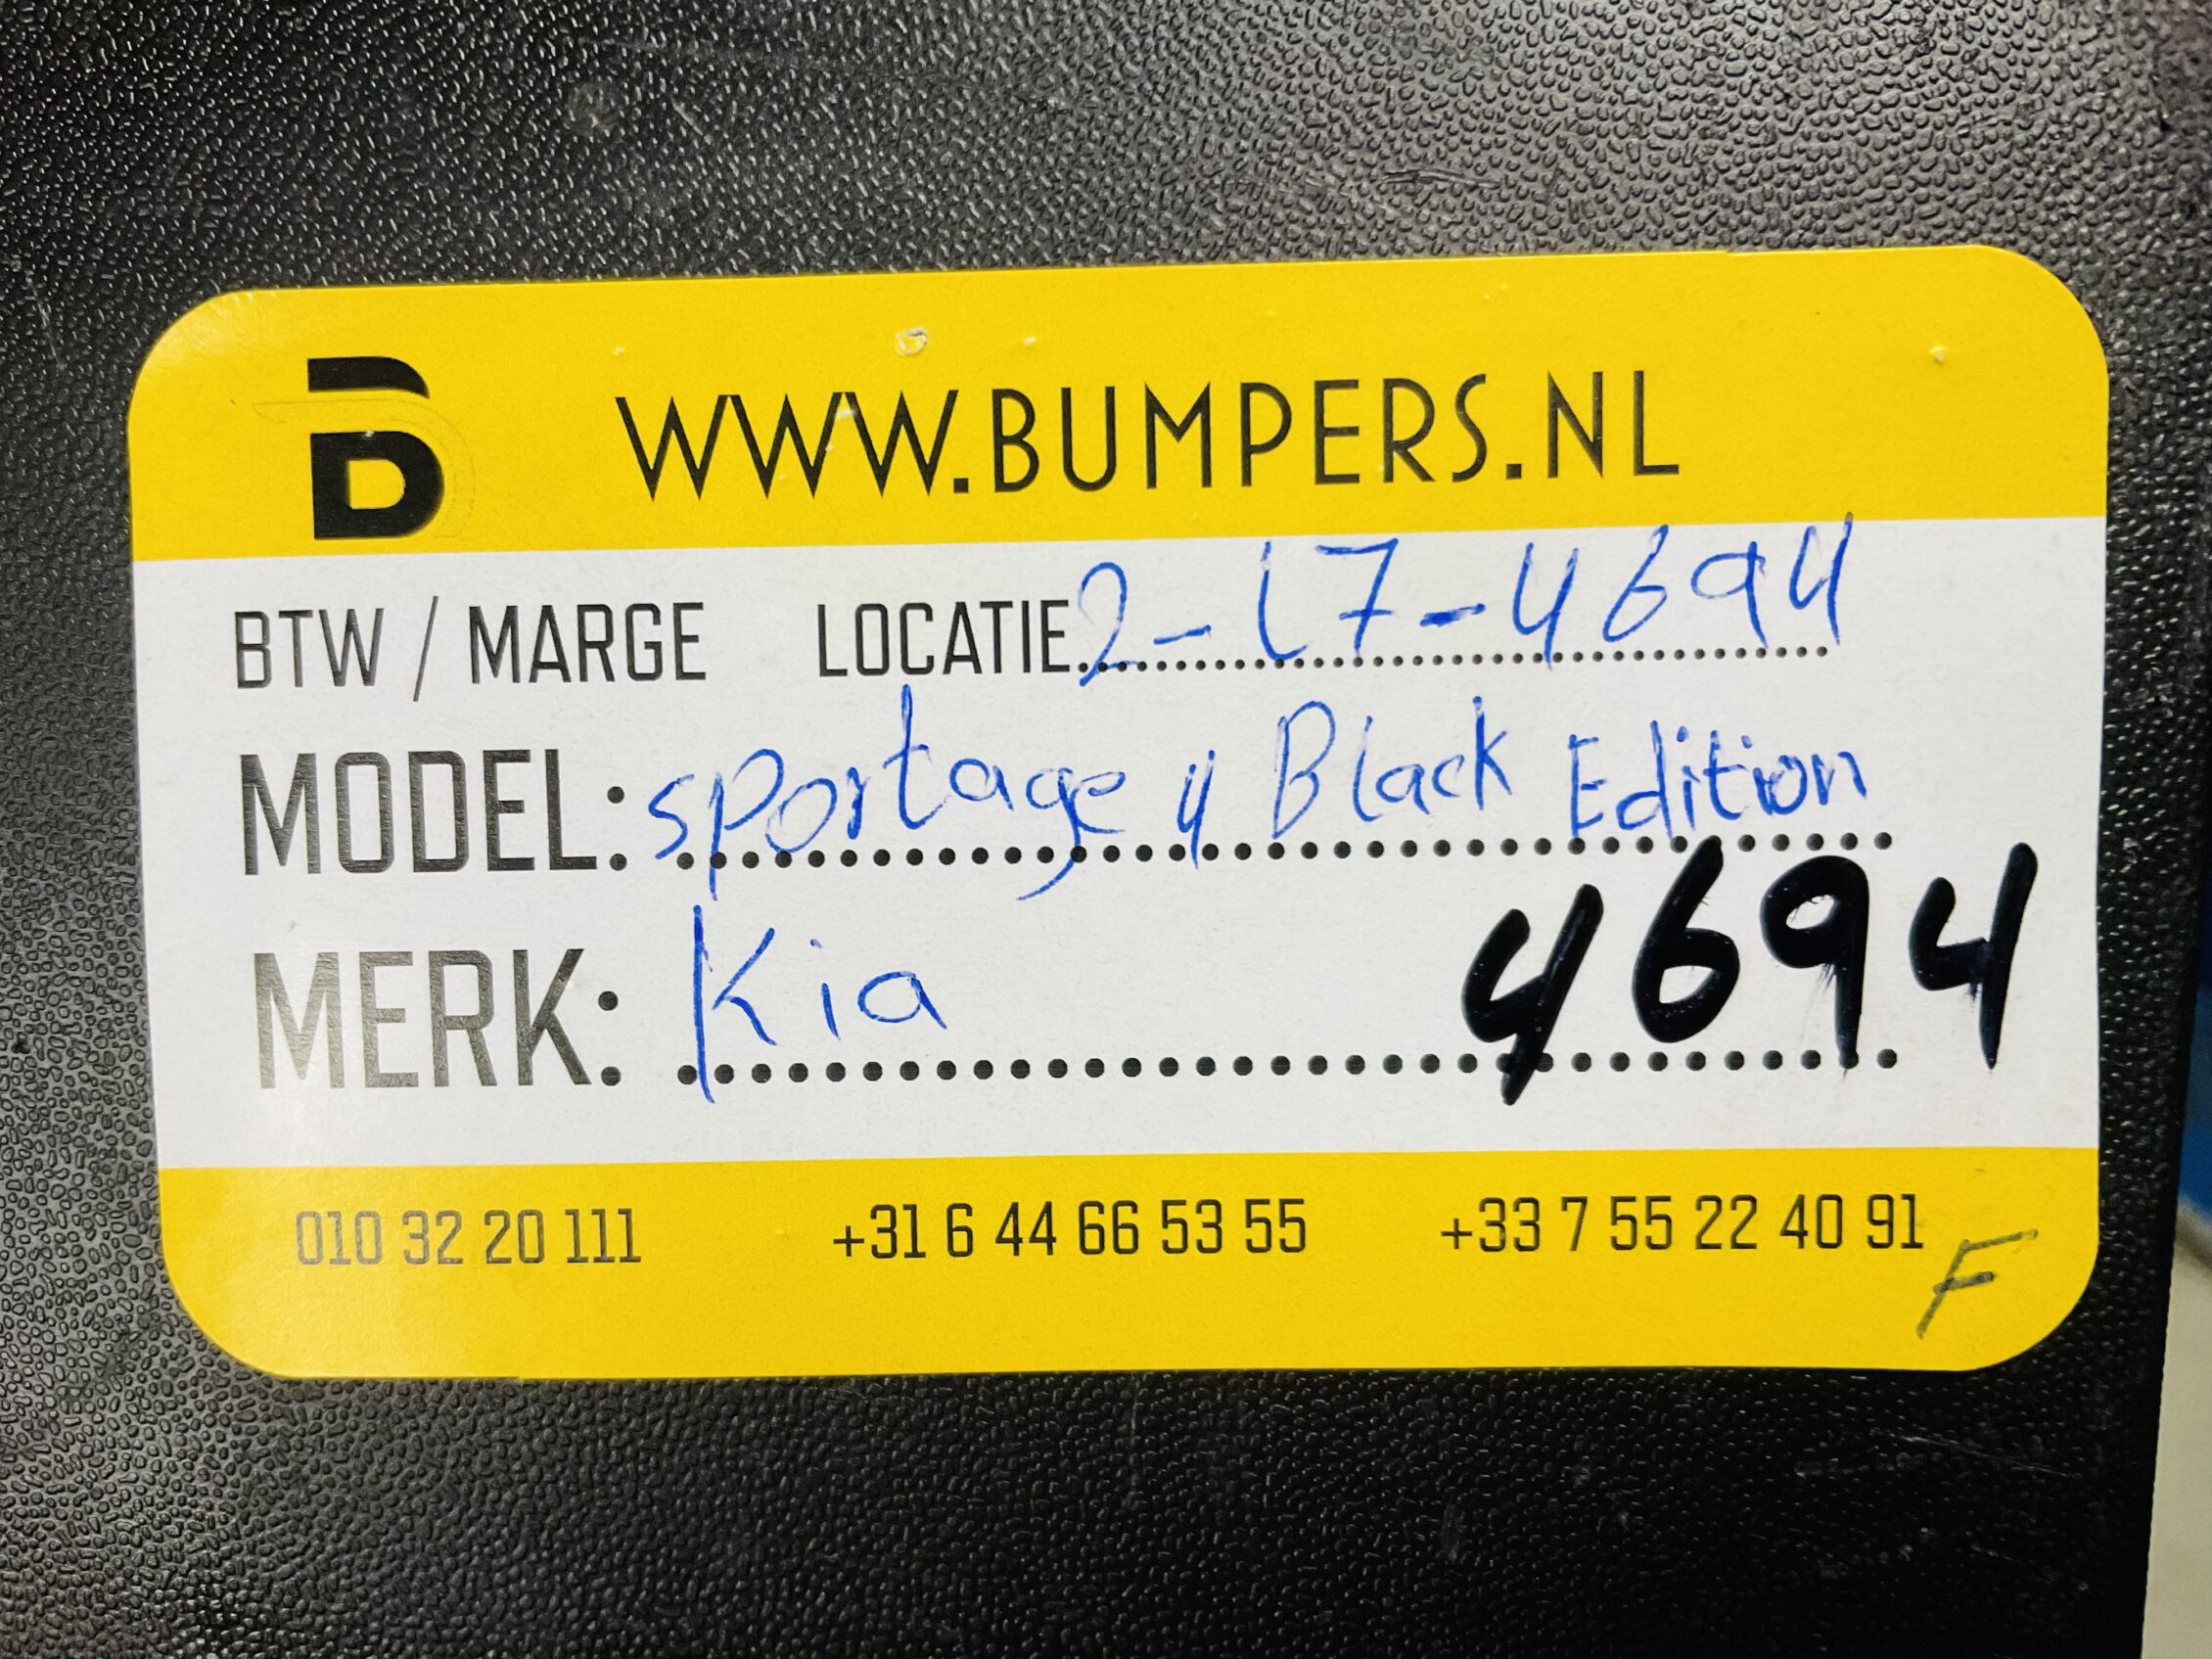 B WWW.BUMPERS.NL
BTW / MARGE LOCATIE 2-17-4694
MODEL: sportage 4 Black Edition
MERK: Kia 4694
010 32 20 111 +31 6 44 66 53 55 +33 7 55 22 40 91
F